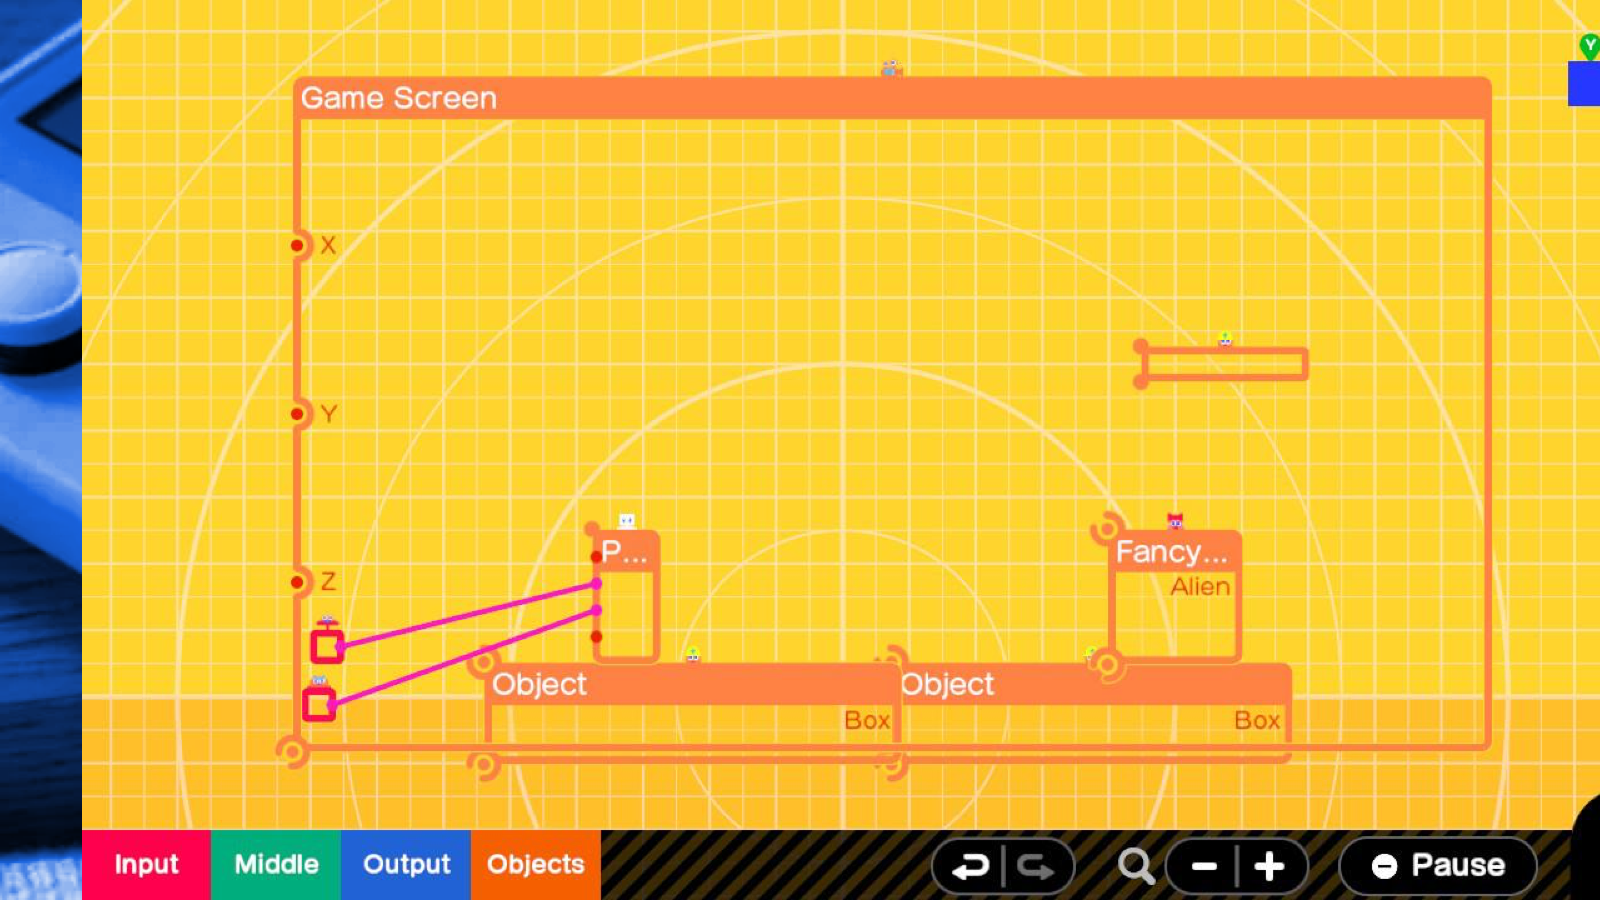 Y
Game Screen
X
Y
Z
P...
Fancy...
Alien
Object
Object
Box
Box
Input
Middle
Output
Objects
Pause